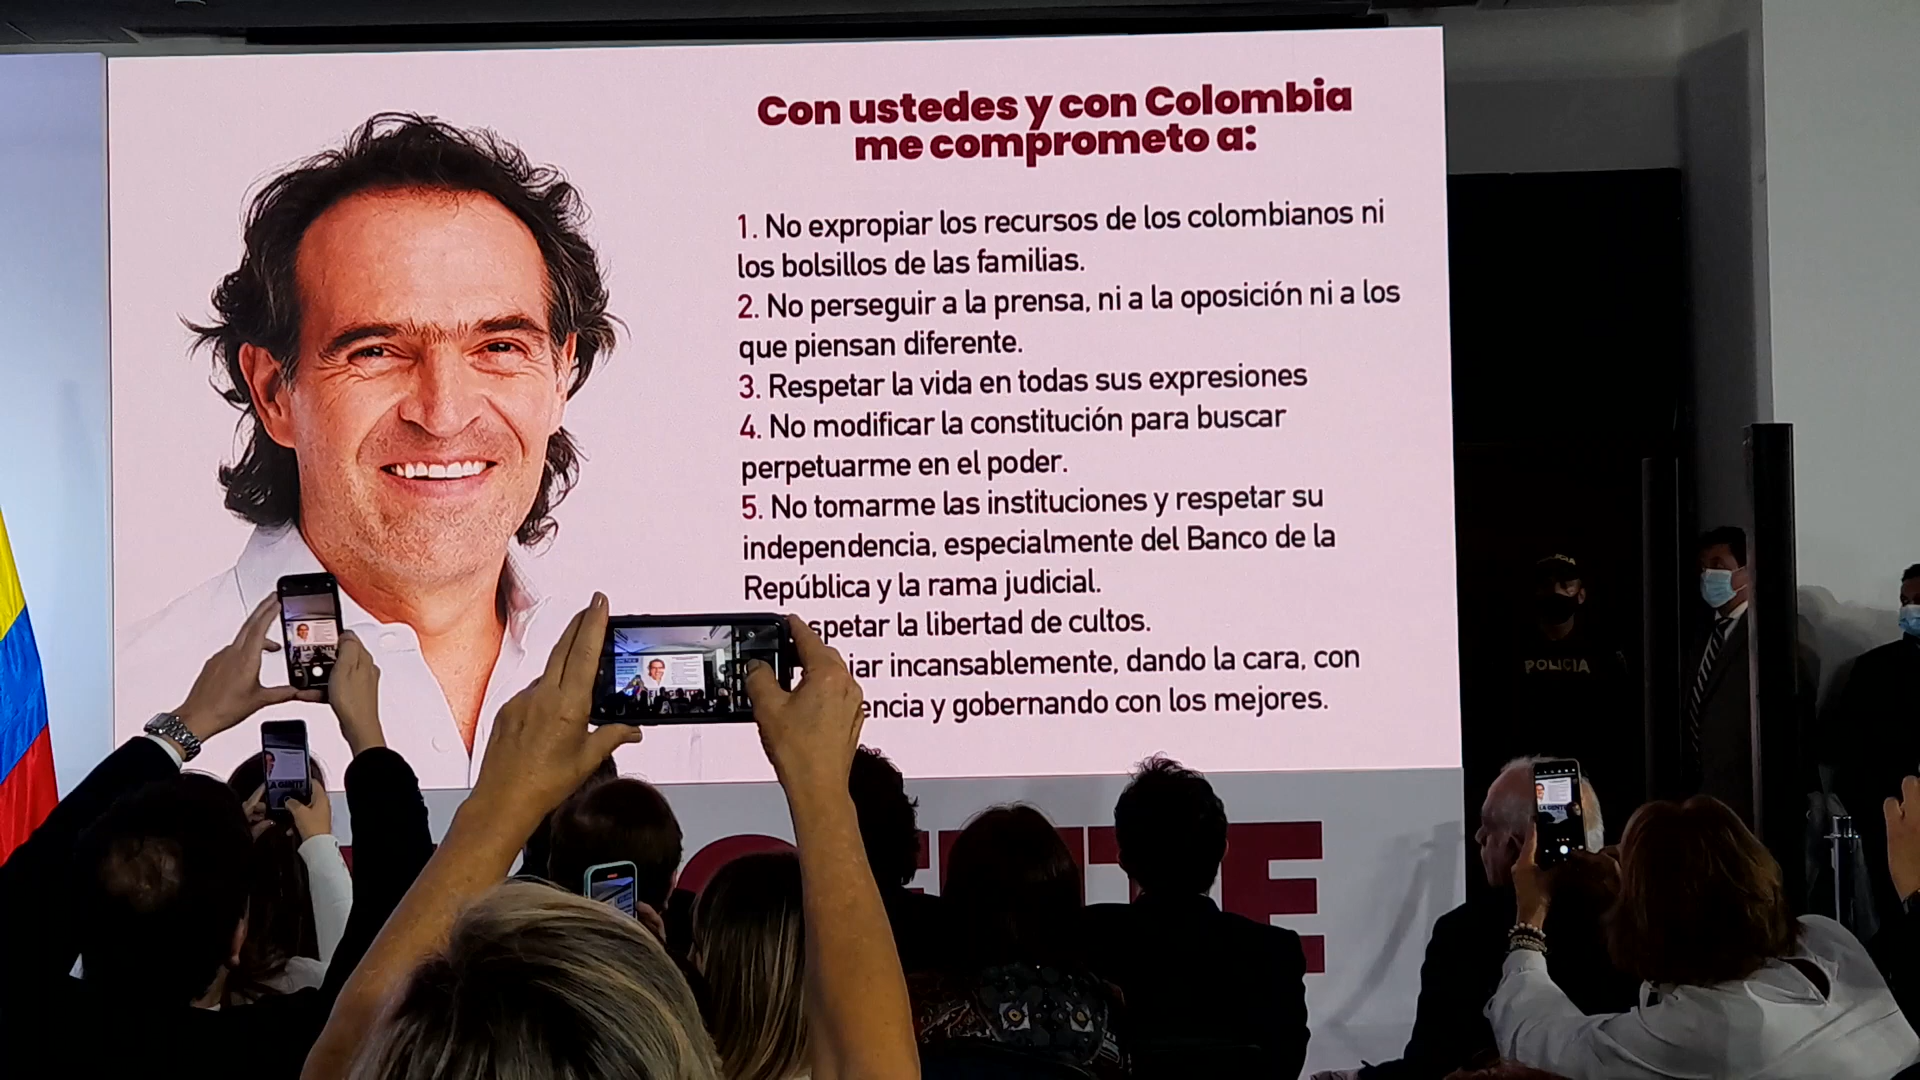 Con ustedes y con Colombia
me comprometo a:
1. No expropiar los recursos de los colombianos ni
los bolsillos de las familias.
2. No perseguir a la prensa, ni a la oposición ni a los
que piensan diferente.
3. Respetar la vida en todas sus expresiones
4. No modificar la constitución para buscar
perpetuarme en el poder.
5. No tomarme las instituciones y respetar su
independencia, especialmente del Banco de la
República y la rama judicial.
la libertad de cultos.
incansablemente, dando la cara, con
y gobernando con los mejores.
POLICIA